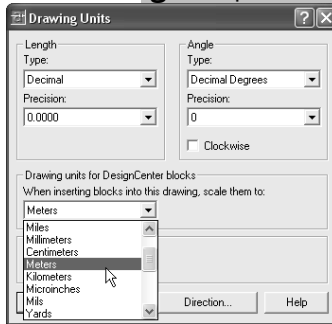 Drawing Units
Length
Type:
Decimal
Precision:
0.0000
Angle
Type:
Decimal Degrees
Precision:
0
Clockwise
Drawing units for DesignCenter blocks
When inserting blocks into this drawing, scale them to:
Meters
Miles
Millimeters
Centimeters
Meters
Kilometers
Microinches
Mils
Yards
Direction...
Help